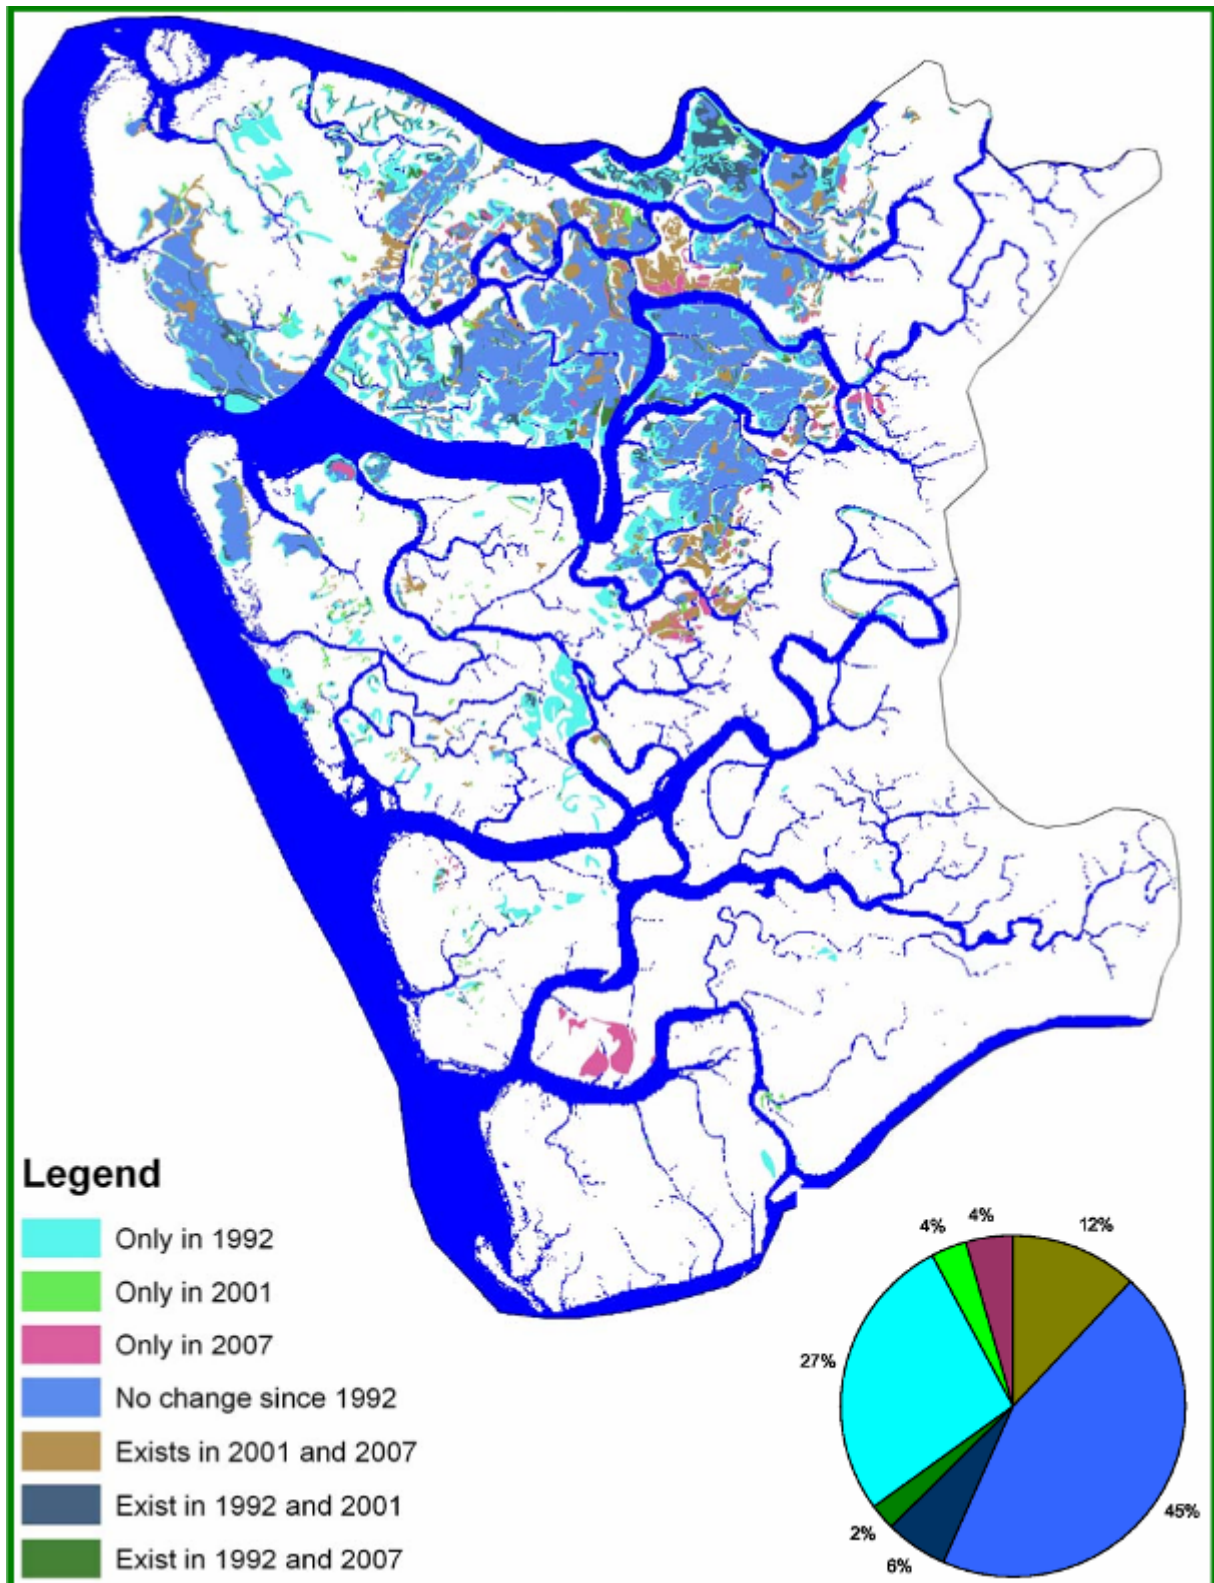 Legend
Only in 1992
Only in 2001
Only in 2007
No change since 1992
Exists in 2001 and 2007
Exist in 1992 and 2001
Exist in 1992 and 2007
4%
4%
12%
27%
45%
2%
6%